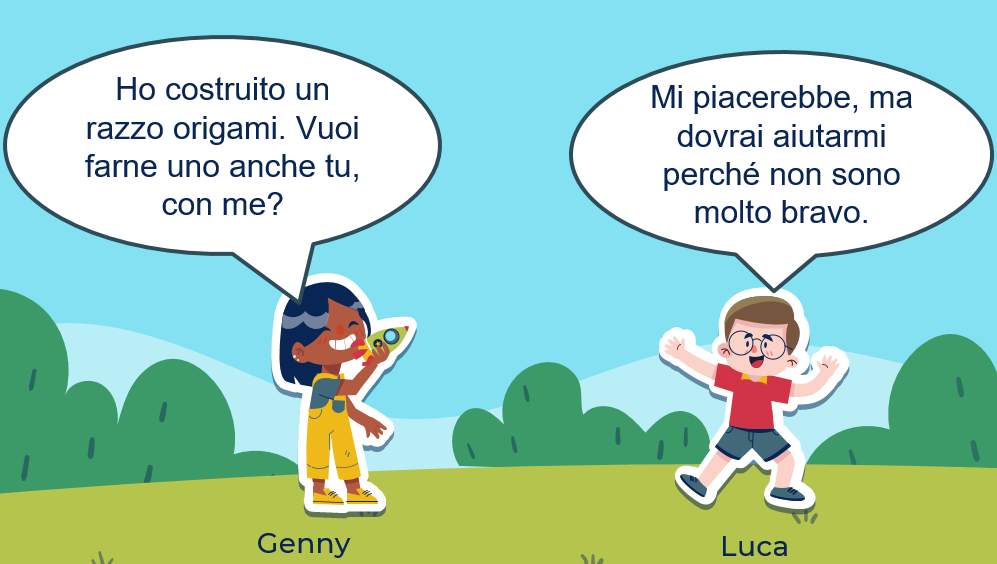 Ho costruito un
razzo origami. Vuoi
farne uno anche tu,
con me?
Mi piacerebbe, ma
dovrai aiutarmi
perché non sono
molto bravo.
Genny
Luca